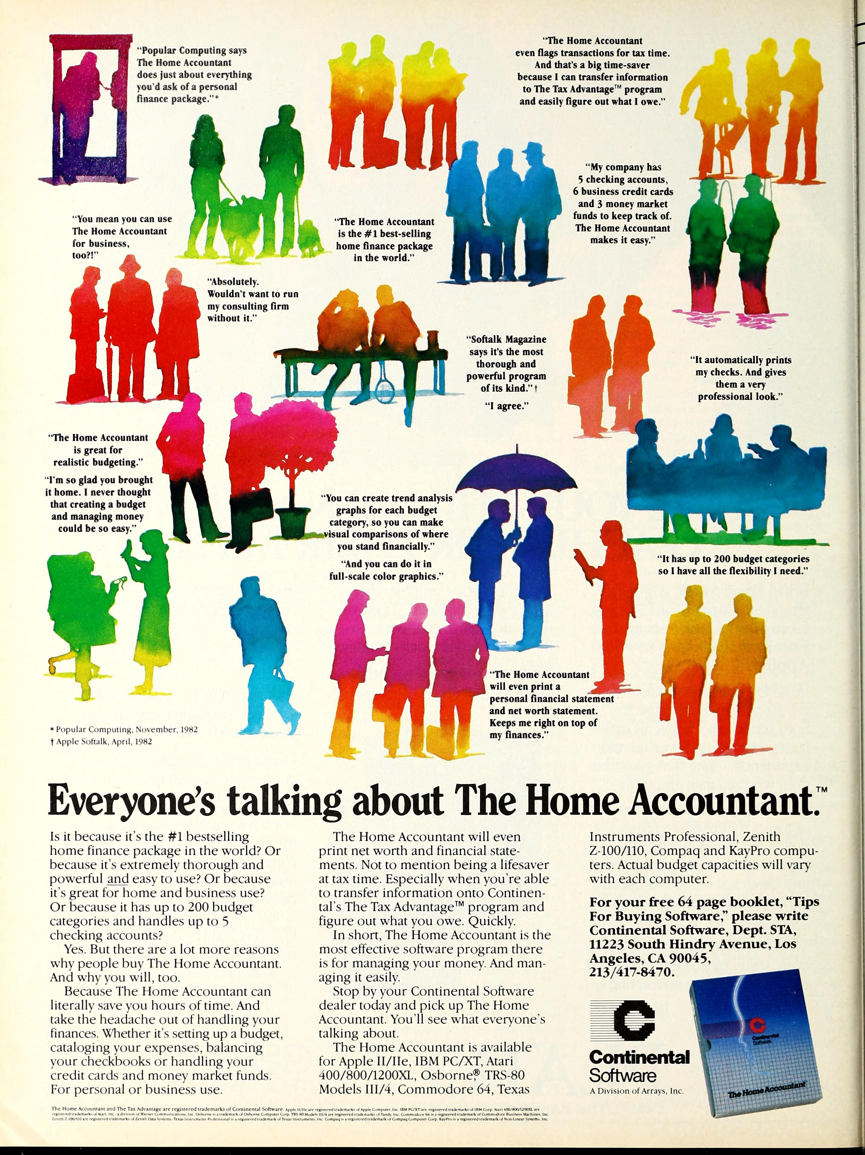 "Popular Computing says
The Home Accountant
does just about everything
you'd ask of a personal
finance package."*
"The Home Accountant
even flags transactions for tax time.
And that's a big time-saver
because I can transfer information
to The Tax Advantage™ program
and easily figure out what I owe."
"My company has
5 checking accounts,
6 business credit cards
and 3 money market
funds to keep track of.
The Home Accountant
makes it easy."
"You mean you can use
The Home Accountant
for business,
too?!"
"The Home Accountant
is the #1 best-selling
home finance package
in the world."
"Absolutely.
Wouldn't want to run
my consulting firm
without it."
"Softalk Magazine
says it's the most
thorough and
powerful program
of its kind."†
"I agree."
"It automatically prints
my checks. And gives
them a very
professional look."
"The Home Accountant
is great for
realistic budgeting."
"I'm so glad you brought
it home. I never thought
that creating a budget
and managing money
could be so easy."
"You can create trend analysis
graphs for each budget
category, so you can make
visual comparisons of where
you stand financially."
"And you can do it in
full-scale color graphics."
"It has up to 200 budget categories
so I have all the flexibility I need."
"The Home Accountant
will even print a
personal financial statement
and net worth statement.
Keeps me right on top of
my finances."
* Popular Computing, November, 1982
† Apple Softalk, April, 1982
Everyone's talking about The Home Accountant.™
Is it because it's the #1 bestselling
home finance package in the world? Or
because it's extremely thorough and
powerful and easy to use? Or because
it's great for home and business use?
Or because it has up to 200 budget
categories and handles up to 5
checking accounts?
Yes. But there are a lot more reasons
why people buy The Home Accountant.
And why you will, too.
Because The Home Accountant can
literally save you hours of time. And
take the headache out of handling your
finances. Whether it's setting up a budget,
cataloging your expenses, balancing
your checkbooks or handling your
credit cards and money market funds.
For personal or business use.
The Home Accountant will even
print net worth and financial state-
ments. Not to mention being a lifesaver
at tax time. Especially when you're able
to transfer information onto Continen-
tal's The Tax Advantage™ program and
figure out what you owe. Quickly.
In short, The Home Accountant is the
most effective software program there
is for managing your money. And man-
aging it easily.
Stop by your Continental Software
dealer today and pick up The Home
Accountant. You'll see what everyone's
talking about.
The Home Accountant is available
for Apple II/IIe, IBM PC/XT, Atari
400/800/1200XL, Osborne®, TRS-80
Models III/4, Commodore 64, Texas
Instruments Professional, Zenith
Z-100/110, Compaq and KayPro compu-
ters. Actual budget capacities will vary
with each computer.
For your free 64 page booklet, "Tips
For Buying Software," please write
Continental Software, Dept. STA,
11223 South Hindry Avenue, Los
Angeles, CA 90045,
213/417-8470.
Continental
Software
A Division of Arrays, Inc.
Continental
Software
The Home Accountant
The Home Accountant and The Tax Advantage are registered trademarks of Continental Software.